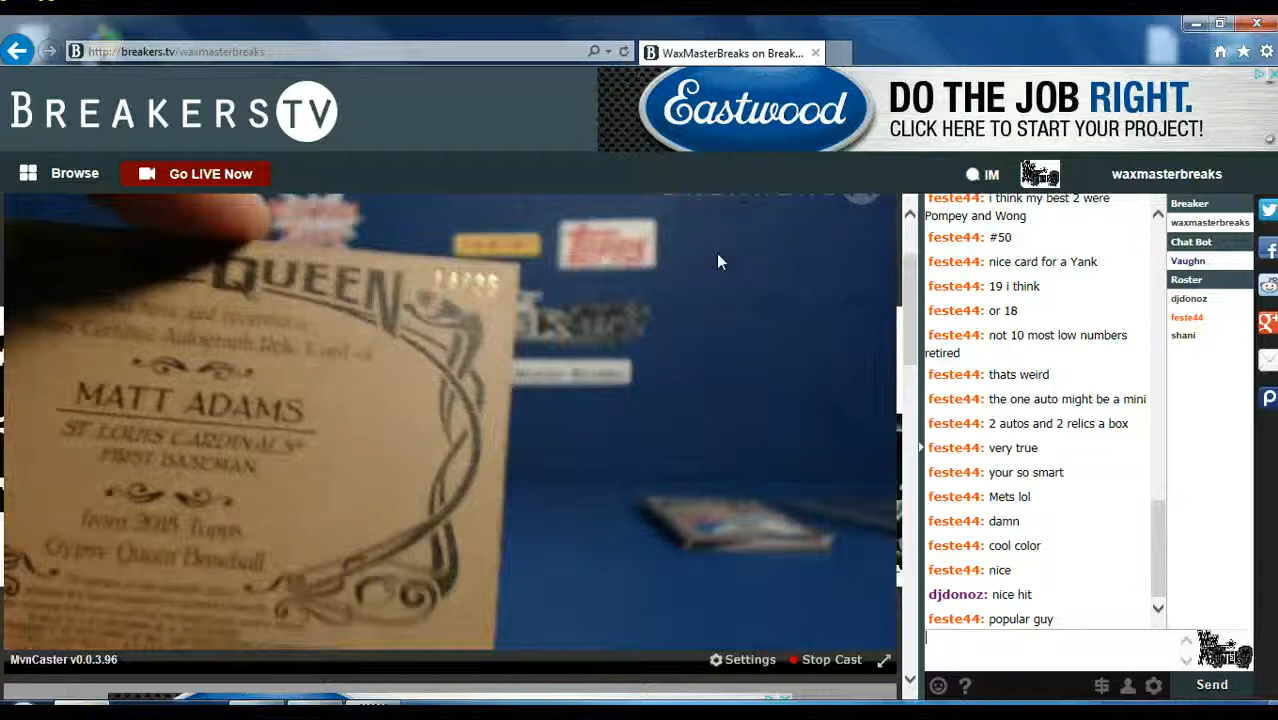 http://breakers.tv/waxmasterbreaks
WaxMasterBreaks on Break...
BREAKERS TV
Eastwood
DO THE JOB RIGHT.
CLICK HERE TO START YOUR PROJECT!
Browse
Go LIVE Now
IM
waxmasterbreaks
QUEEN
MATT ADAMS
ST. LOUIS CARDINALS
FIRST BASEMAN
from 2015 Topps
Gypsy Queen Baseball
Topps
i think my best 2 were
Pompey and Wong
feste44: #50
feste44: nice card for a Yank
feste44: 19 i think
feste44: or 18
feste44: not 10 most low numbers
retired
feste44: thats weird
feste44: the one auto might be a mini
feste44: 2 autos and 2 relics a box
feste44: very true
feste44: your so smart
feste44: Mets lol
feste44: damn
feste44: cool color
feste44: nice
djdonoz: nice hit
feste44: popular guy
Breaker
waxmasterbreaks
Chat Bot
Vaughn
Roster
djdonoz
feste44
shani
MvnCaster v0.0.3.96
Settings
Stop Cast
Send